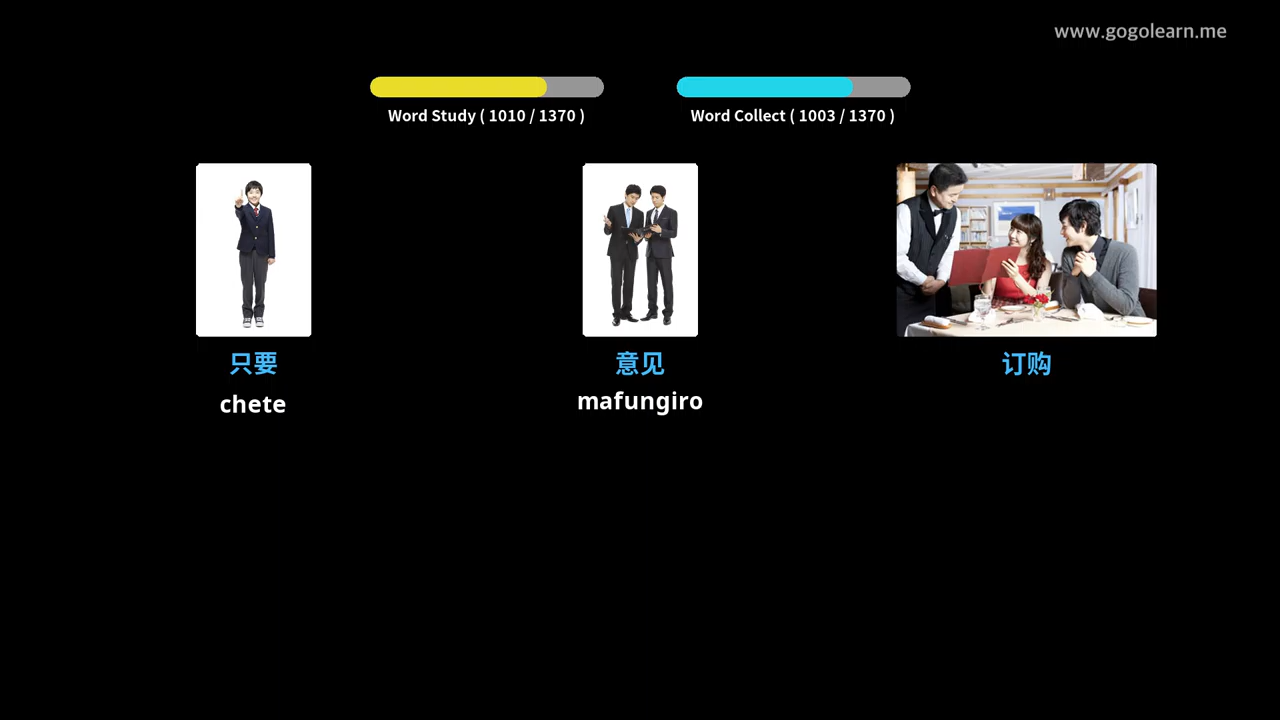 www.gogolearn.me
Word Study ( 1010 / 1370 )
Word Collect ( 1003 / 1370 )
只要
意见
订购
chete
mafungiro